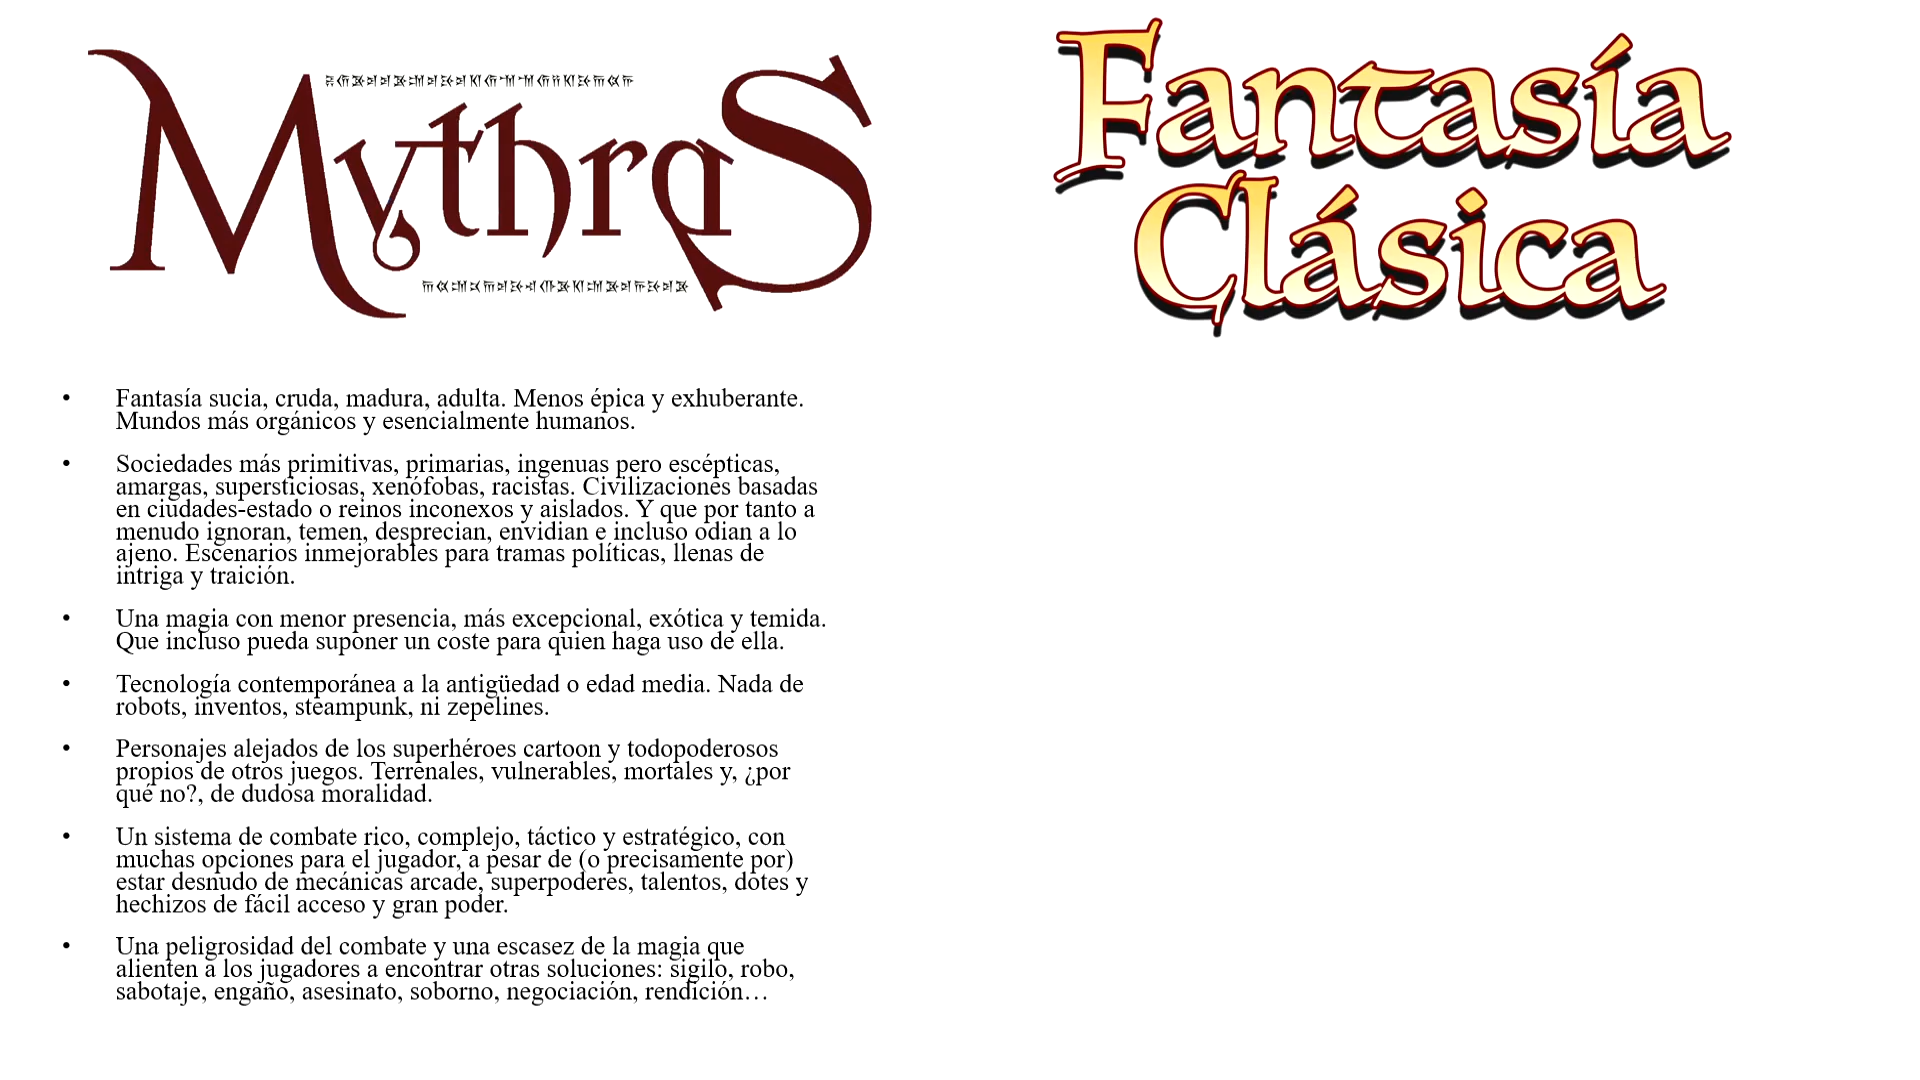 Mythras
Fantasía
Clásica
• Fantasía sucia, cruda, madura, adulta. Menos épica y exhuberante.
Mundos más orgánicos y esencialmente humanos.
• Sociedades más primitivas, primarias, ingenuas pero escépticas,
amargas, supersticiosas, xenófobas, racistas. Civilizaciones basadas
en ciudades-estado o reinos inconexos y aislados. Y que por tanto a
menudo ignoran, temen, desprecian, envidian e incluso odian a lo
ajeno. Escenarios inmejorables para tramas políticas, llenas de
intriga y traición.
• Una magia con menor presencia, más excepcional, exótica y temida.
Que incluso pueda suponer un coste para quien haga uso de ella.
• Tecnología contemporánea a la antigüedad o edad media. Nada de
robots, inventos, steampunk, ni zepelines.
• Personajes alejados de los superhéroes cartoon y todopoderosos
propios de otros juegos. Terrenales, vulnerables, mortales y, ¿por
qué no?, de dudosa moralidad.
• Un sistema de combate rico, complejo, táctico y estratégico, con
muchas opciones para el jugador, a pesar de (o precisamente por)
estar desnudo de mecánicas arcade, superpoderes, talentos, dotes y
hechizos de fácil acceso y gran poder.
• Una peligrosidad del combate y una escasez de la magia que
alienten a los jugadores a encontrar otras soluciones: sigilo, robo,
sabotaje, engaño, asesinato, soborno, negociación, rendición…